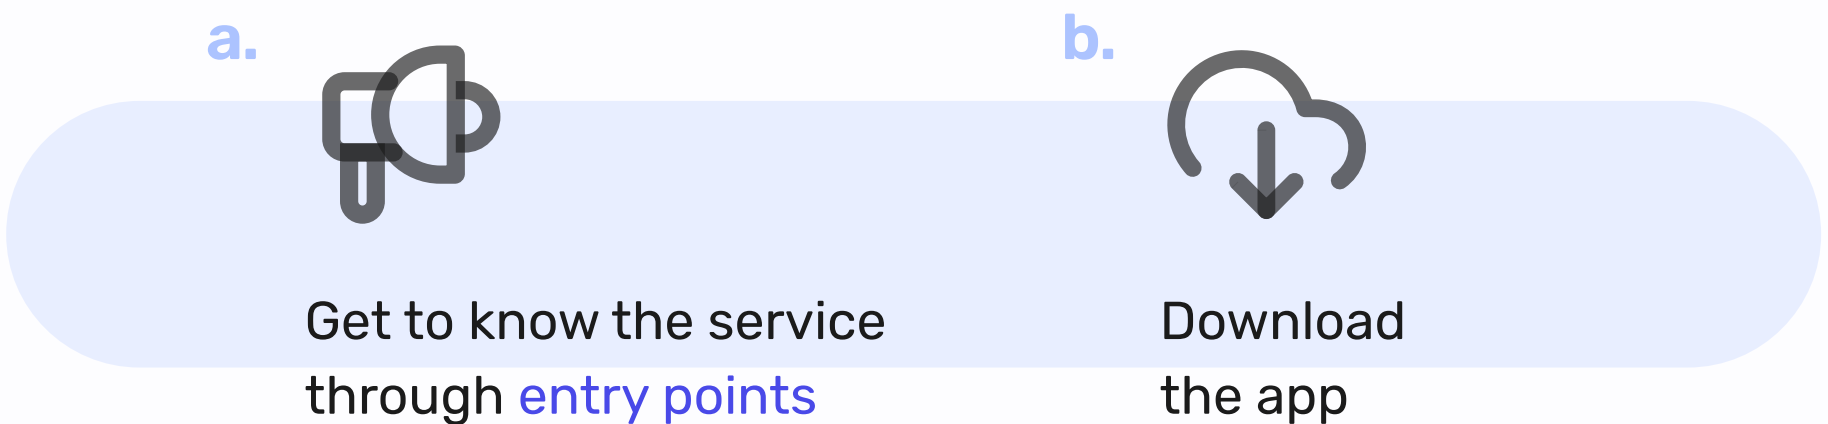 a.
Get to know the service
through entry points
b.
Download
the app